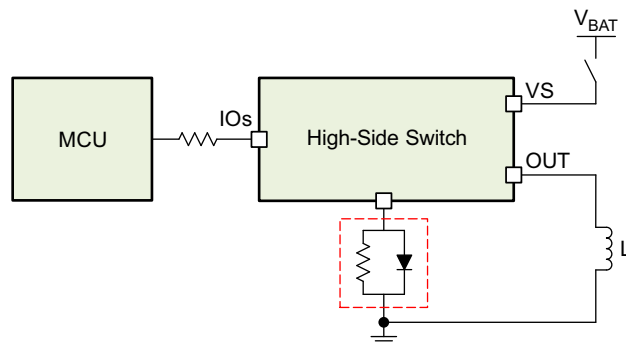 V_BAT
VS
IOs
MCU
High-Side Switch
OUT
L